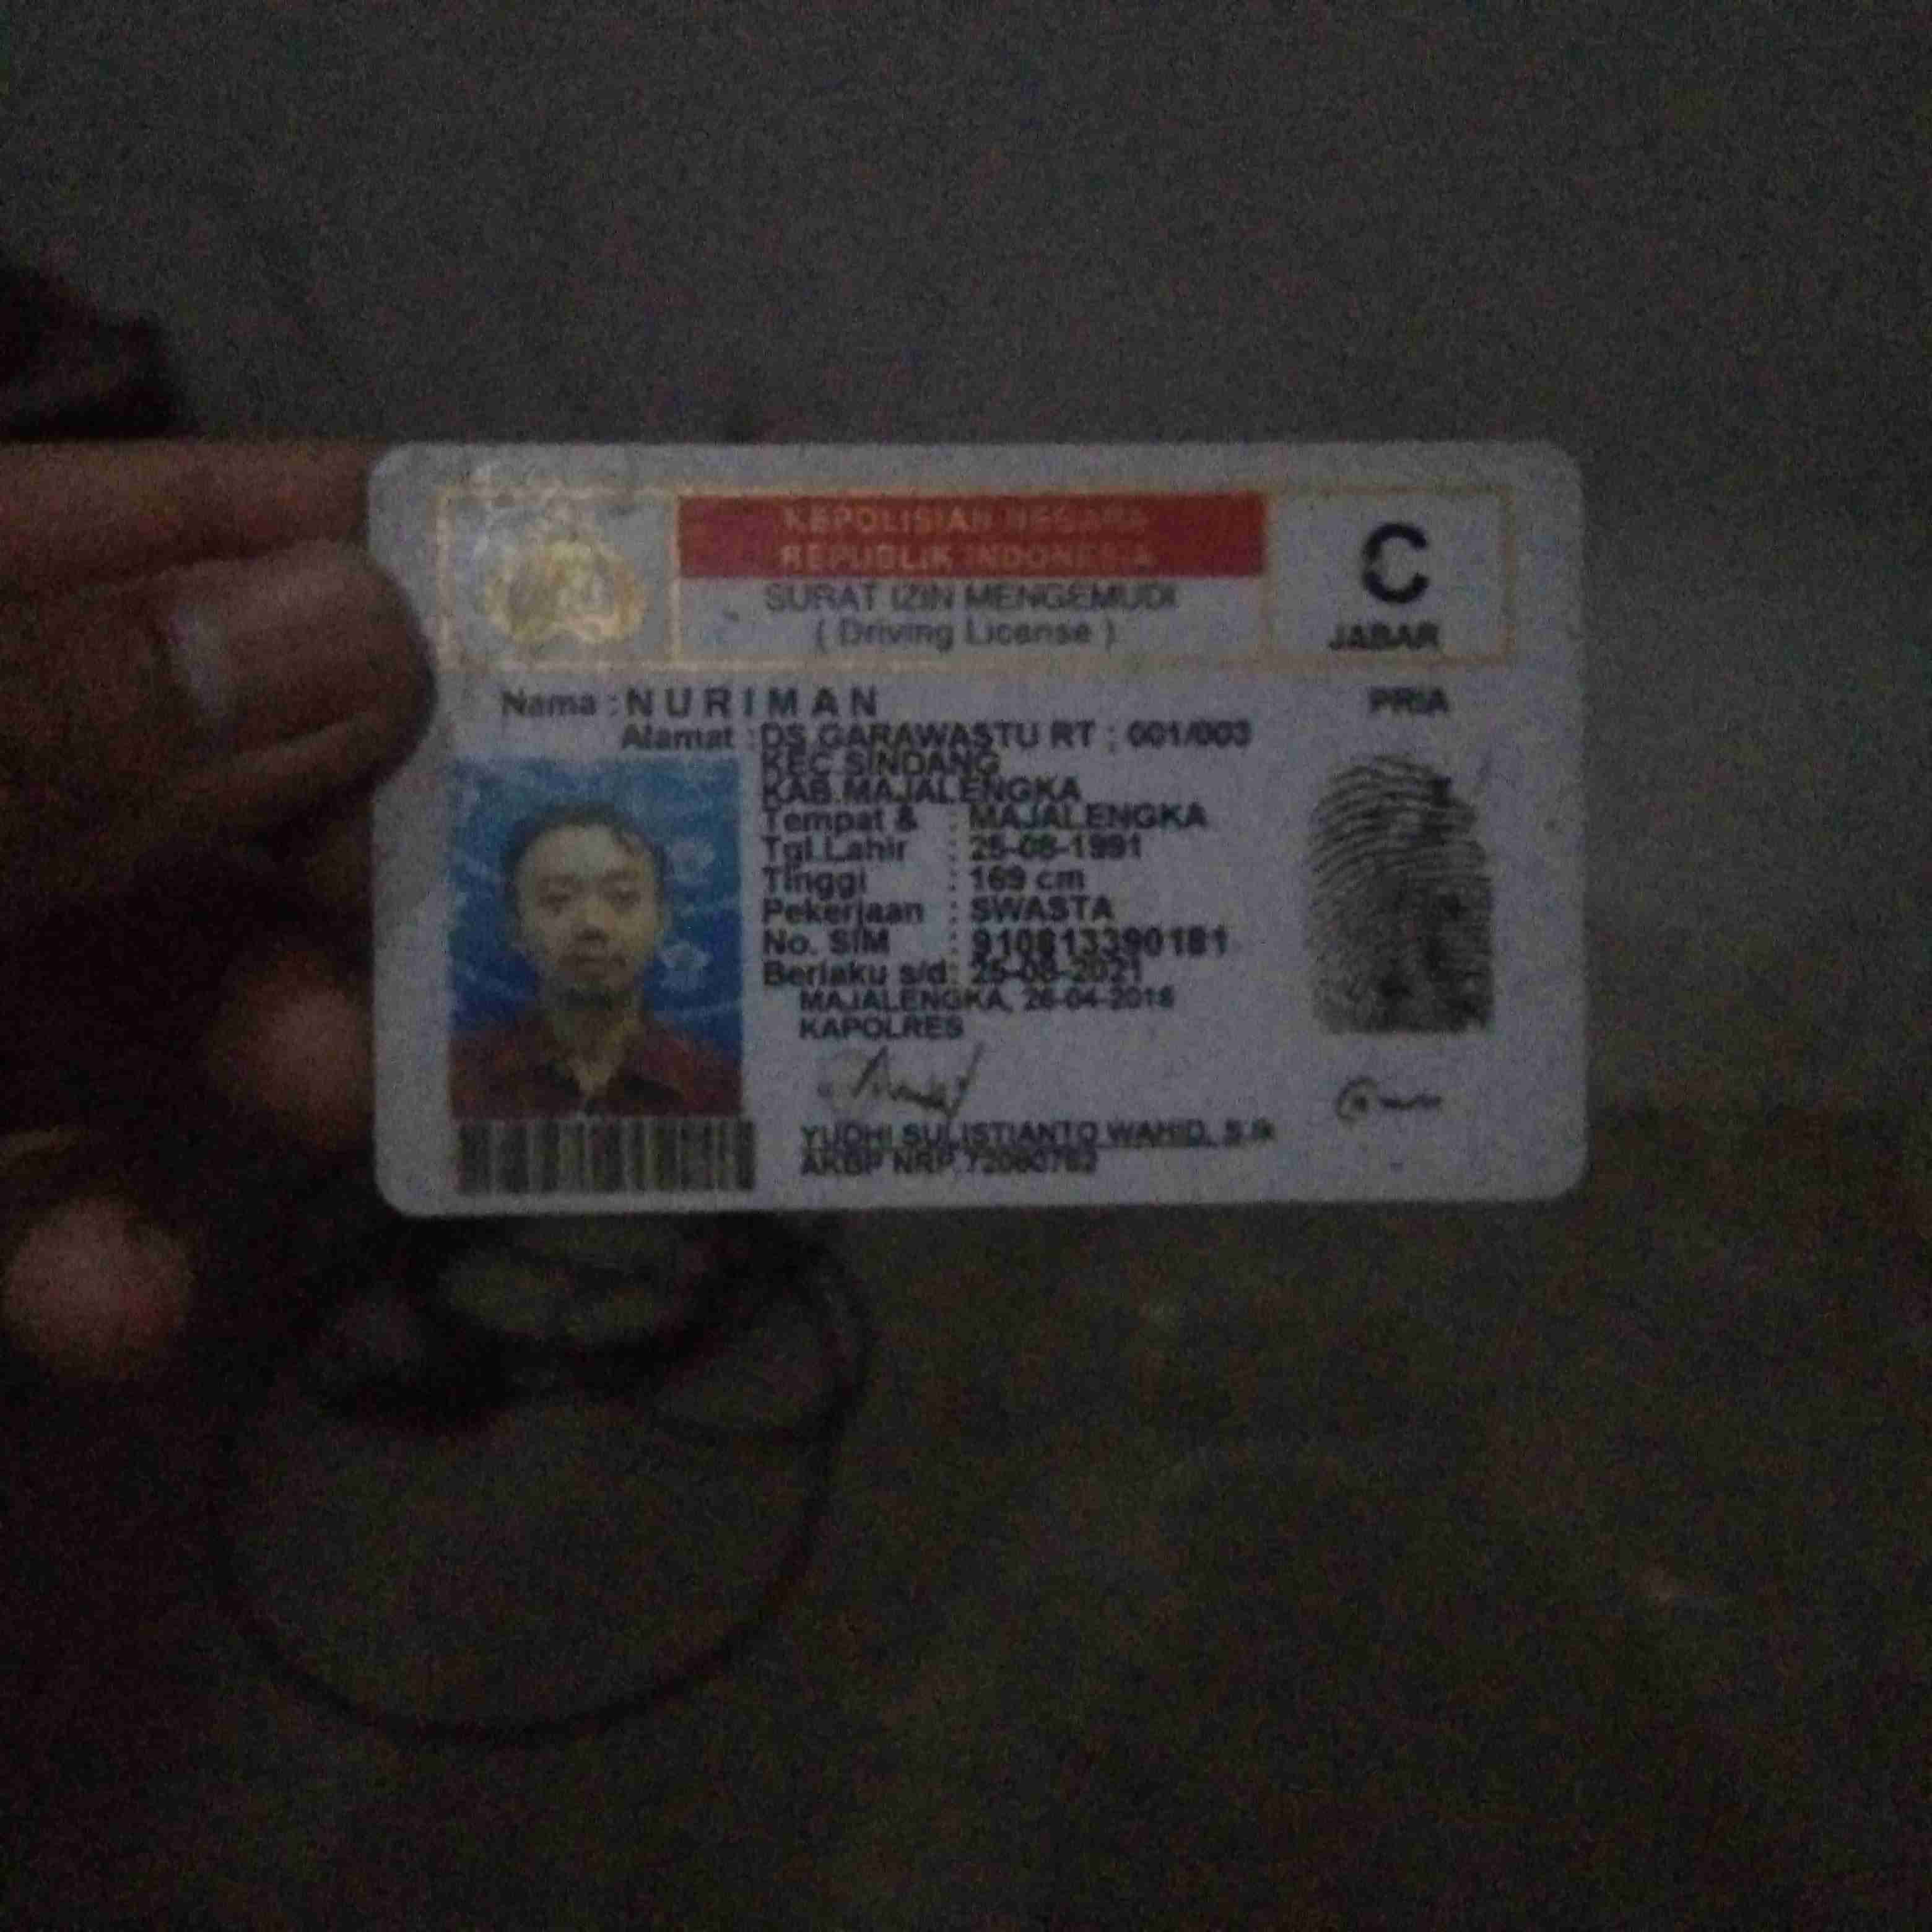 KEPOLISIAN NEGARA
REPUBLIK INDONESIA
SURAT IZIN MENGEMUDI
( Driving License )
C
JABAR
Nama : NURIMAN
PRIA
Alamat : DS.GARAWASTU RT : 001/003
KEC.SINDANG
KAB.MAJALENGKA
Tempat & : MAJALENGKA
Tgl.Lahir : 25-08-1991
Tinggi : 169 cm
Pekerjaan : SWASTA
No. SIM : 910813390181
Berlaku s/d : 25-08-2021
MAJALENGKA, 26-04-2016
KAPOLRES
YUDHI SULISTIANTO WAHID, S.Ik
AKBP NRP.